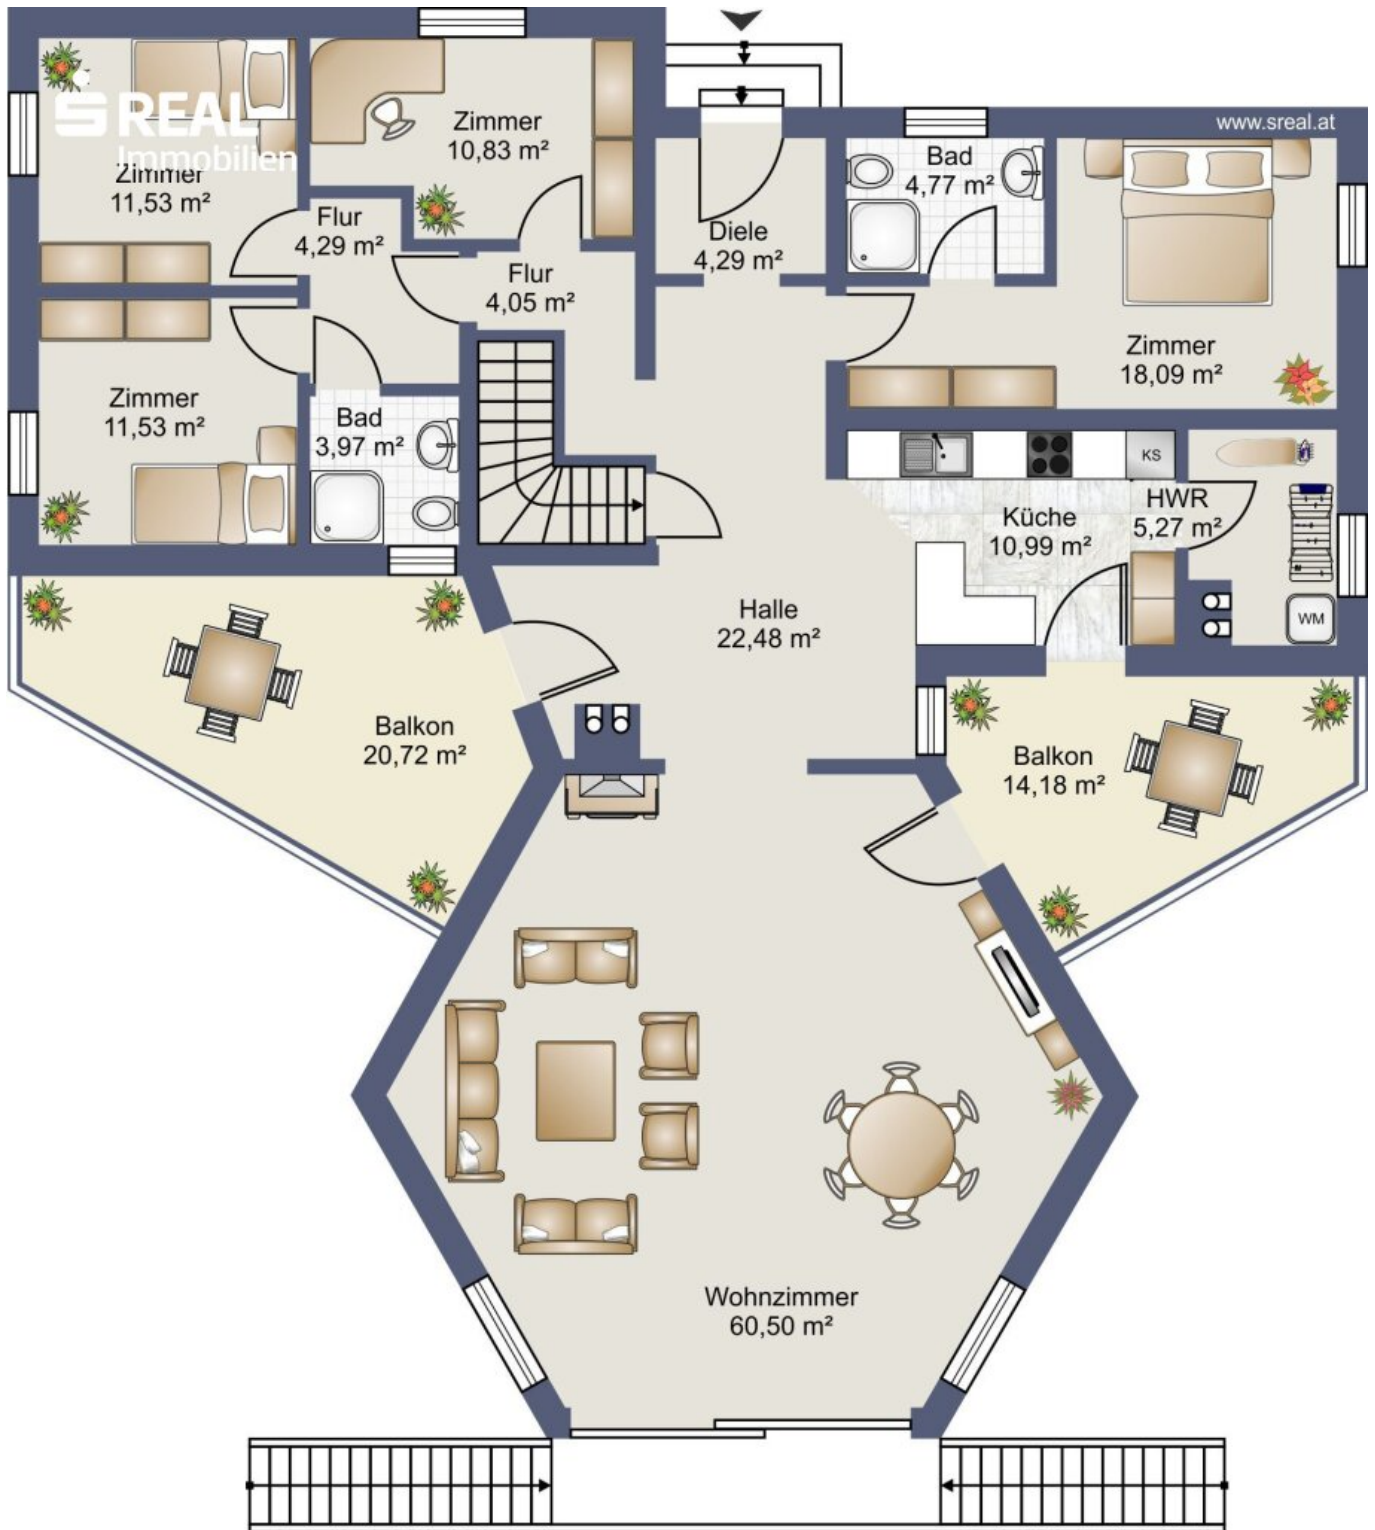 S REAL
Immobilien
www.sreal.at
Zimmer
11,53 m²
Zimmer
10,83 m²
Flur
4,29 m²
Flur
4,05 m²
Diele
4,29 m²
Bad
4,77 m²
Zimmer
18,09 m²
Zimmer
11,53 m²
Bad
3,97 m²
KS
HWR
5,27 m²
Küche
10,99 m²
WM
Halle
22,48 m²
Balkon
20,72 m²
Balkon
14,18 m²
Wohnzimmer
60,50 m²